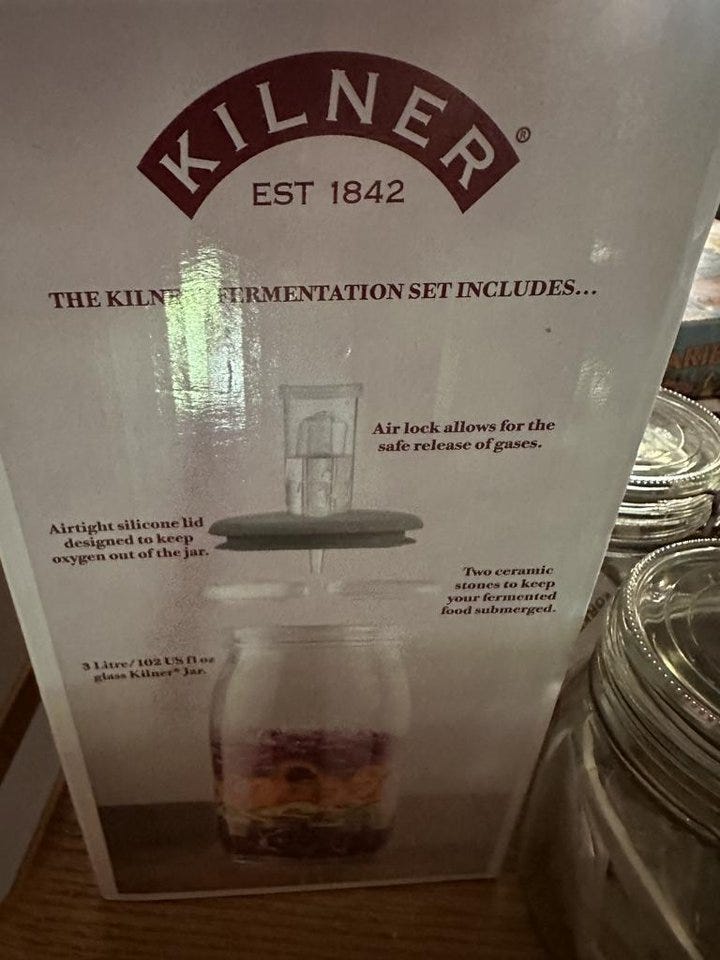 KILNER®
EST 1842
THE KILN FERMENTATION SET INCLUDES...
Air lock allows for the
safe release of gases.
Airtight silicone lid
designed to keep
oxygen out of the jar.
Two ceramic
stones to keep
your fermented
food submerged.
3 Litre/102 US fl oz
glass Kilner® Jar.